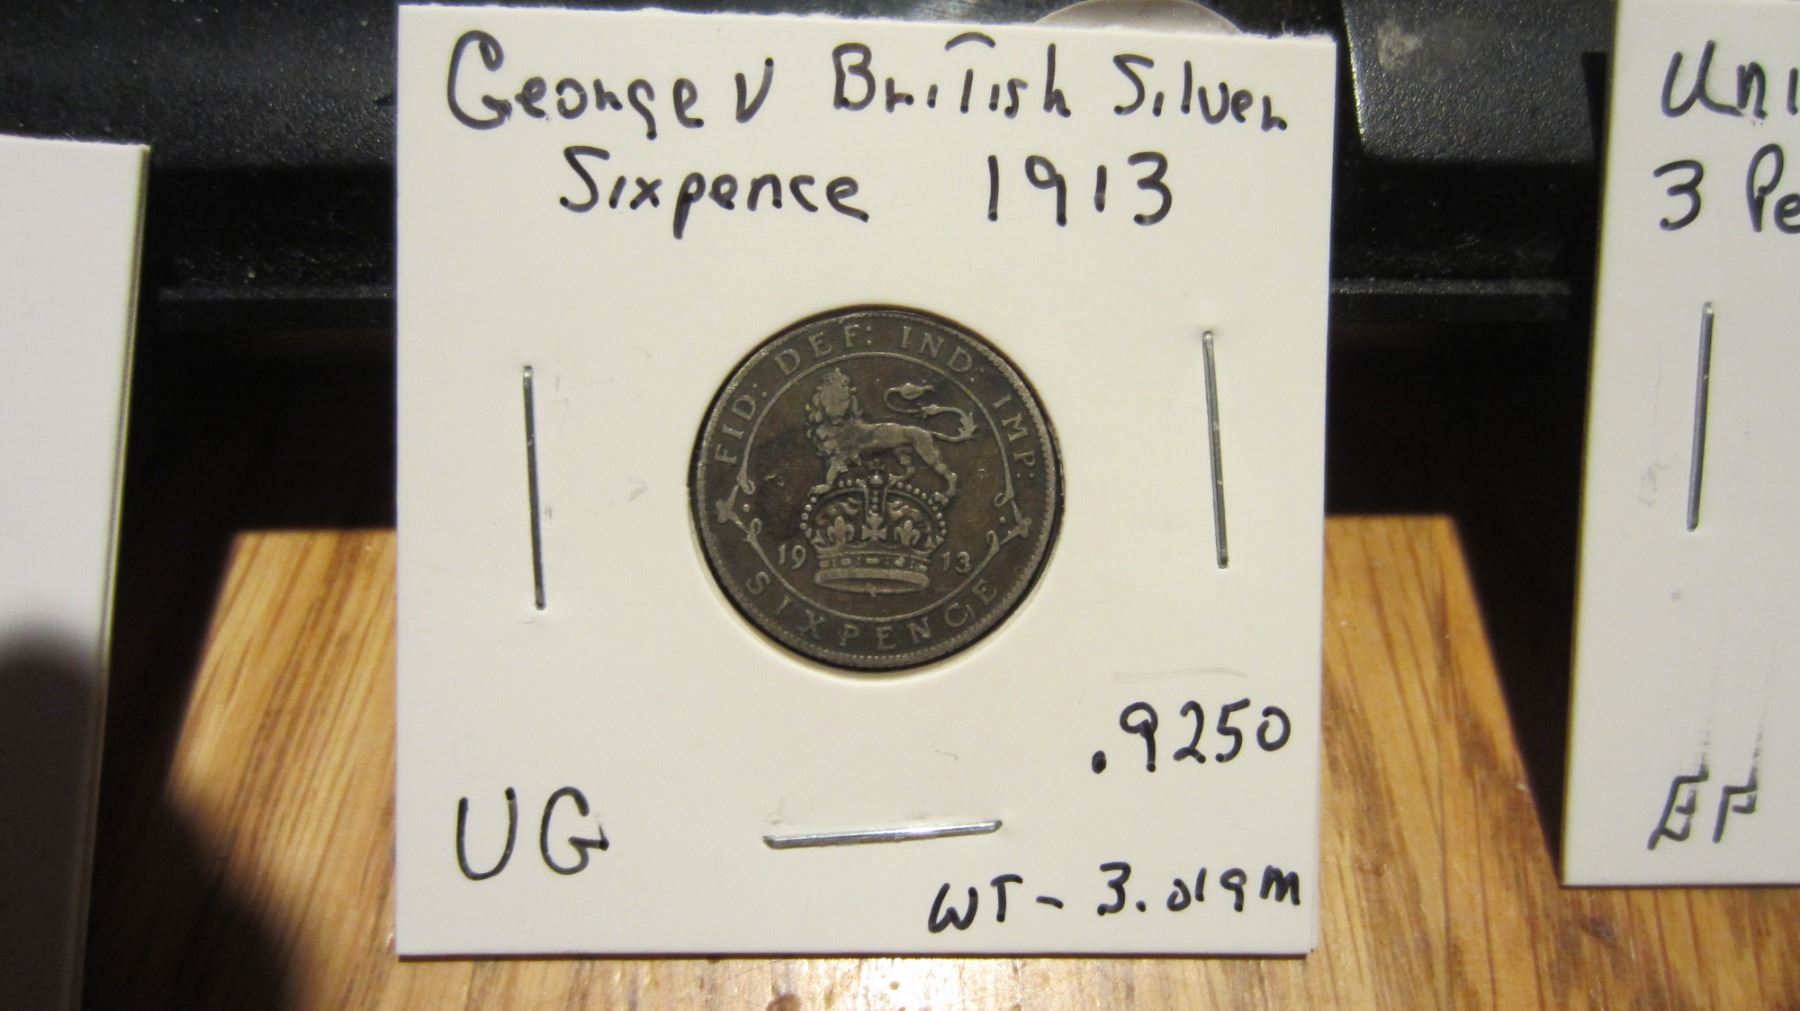 George V British Silver
Sixpence 1913
FID: DEF: IND: IMP:
19 13
SIXPENCE
.9250
UG
WT- 3.01gm
Uni
3 Pe
EF